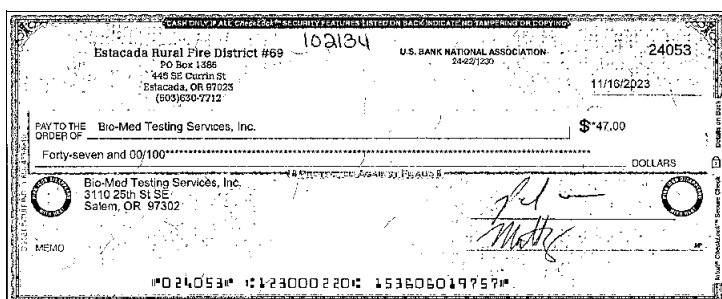 CASH ONLY IF ALL CheckLock™ SECURITY FEATURES LISTED ON BACK INDICATE NO TAMPERING OR COPYING
102134
Estacada Rural Fire District #69
PO Box 1385
445 SE Currin St
Estacada, OR 97023
(503)630-7712
U.S. BANK NATIONAL ASSOCIATION
24-22/1230
24053
11/16/2023
PAY TO THE ORDER OF Bio-Med Testing Services, Inc. $**47.00
Forty-seven and 00/100
DOLLARS
Bio-Med Testing Services, Inc.
3110 25th St SE
Salem, OR 97302
MEMO
⑈024053⑈ ⑆123000220⑆ 153606019757⑈